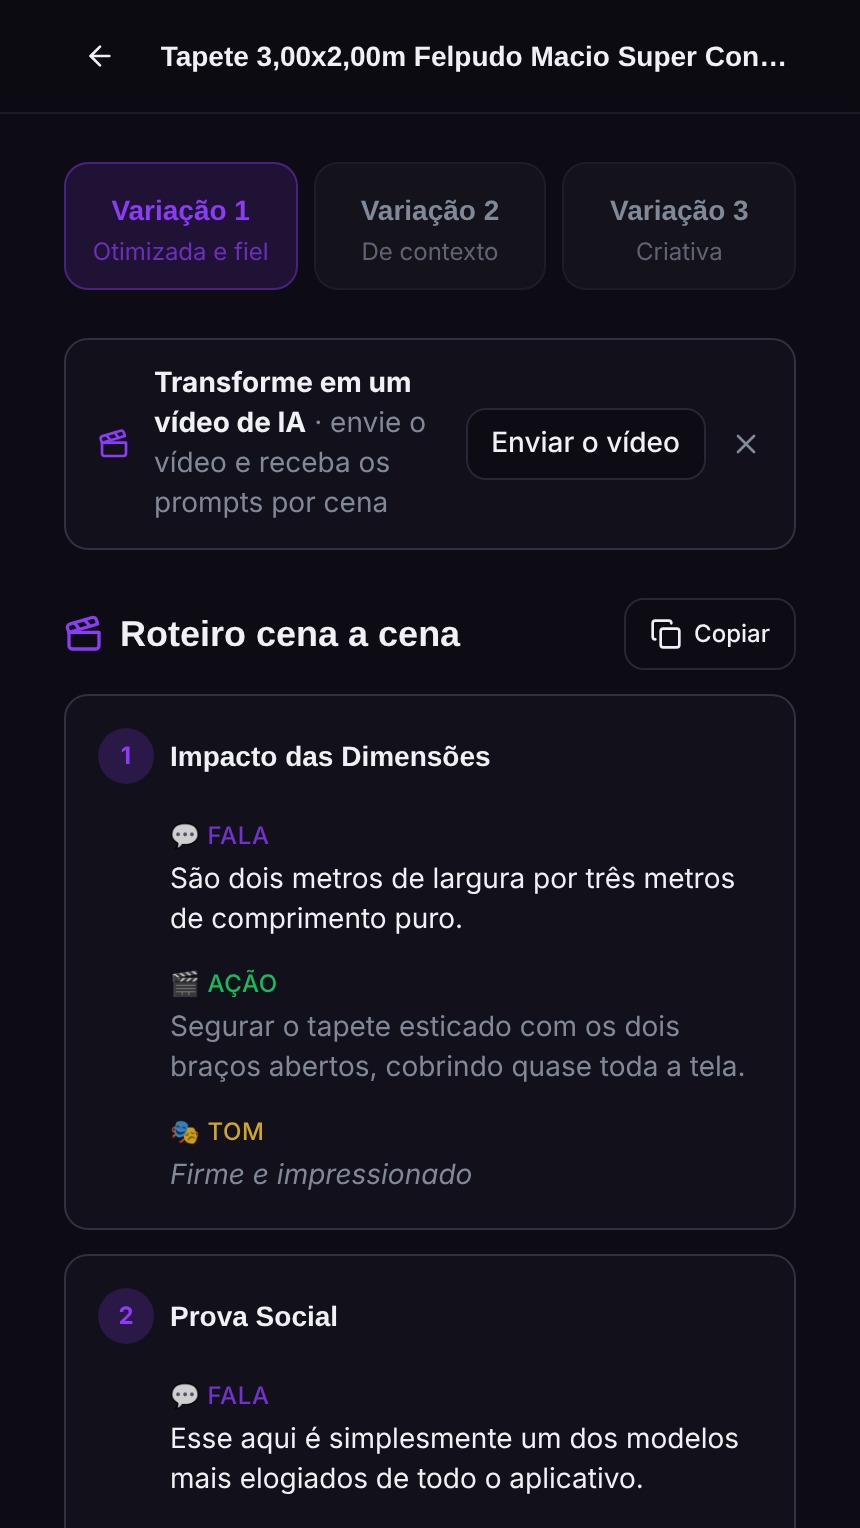 Tapete 3,00x2,00m Felpudo Macio Super Con...
Variação 1
Otimizada e fiel
Variação 2
De contexto
Variação 3
Criativa
Transforme em um
vídeo de IA · envie o
vídeo e receba os
prompts por cena
Enviar o vídeo
Roteiro cena a cena
Copiar
1
Impacto das Dimensões
💬 FALA
São dois metros de largura por três metros
de comprimento puro.
🎬 AÇÃO
Segurar o tapete esticado com os dois
braços abertos, cobrindo quase toda a tela.
🎭 TOM
Firme e impressionado
2
Prova Social
💬 FALA
Esse aqui é simplesmente um dos modelos
mais elogiados de todo o aplicativo.